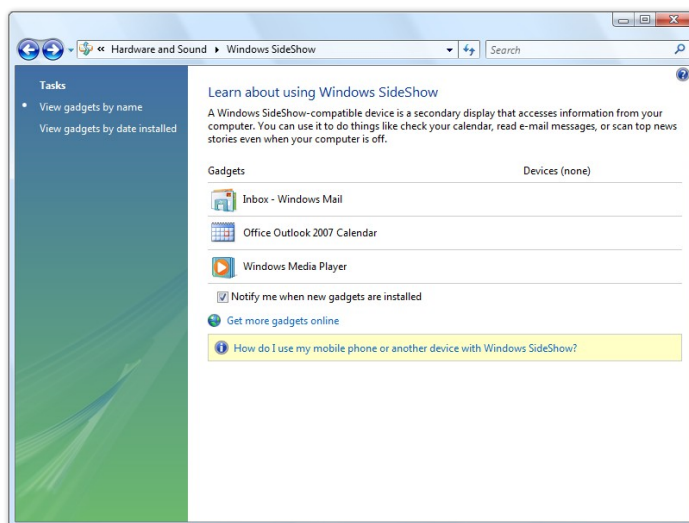 « Hardware and Sound ▸ Windows SideShow
Search
Tasks
• View gadgets by name
View gadgets by date installed
Learn about using Windows SideShow
A Windows SideShow-compatible device is a secondary display that accesses information from your
computer. You can use it to do things like check your calendar, read e-mail messages, or scan top news
stories even when your computer is off.
Gadgets Devices (none)
Inbox - Windows Mail
Office Outlook 2007 Calendar
Windows Media Player
Notify me when new gadgets are installed
Get more gadgets online
How do I use my mobile phone or another device with Windows SideShow?